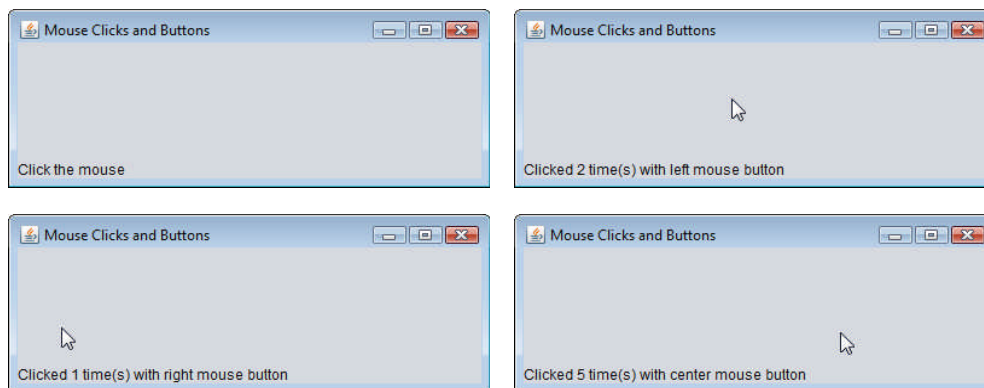 Mouse Clicks and Buttons
Click the mouse
Mouse Clicks and Buttons
Clicked 2 time(s) with left mouse button
Mouse Clicks and Buttons
Clicked 1 time(s) with right mouse button
Mouse Clicks and Buttons
Clicked 5 time(s) with center mouse button